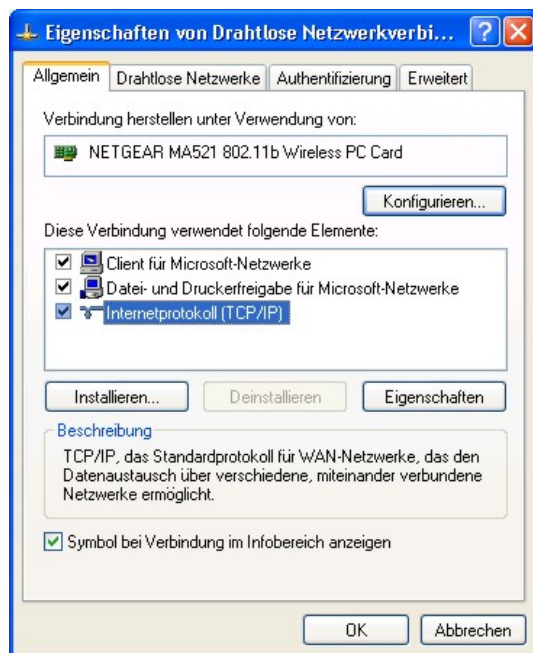 Eigenschaften von Drahtlose Netzwerkverbi...
Allgemein
Drahtlose Netzwerke
Authentifizierung
Erweitert
Verbindung herstellen unter Verwendung von:
NETGEAR MA521 802.11b Wireless PC Card
Konfigurieren...
Diese Verbindung verwendet folgende Elemente:
Client für Microsoft-Netzwerke
Datei- und Druckerfreigabe für Microsoft-Netzwerke
Internetprotokoll (TCP/IP)
Installieren...
Deinstallieren
Eigenschaften
Beschreibung
TCP/IP, das Standardprotokoll für WAN-Netzwerke, das den
Datenaustausch über verschiedene, miteinander verbundene
Netzwerke ermöglicht.
Symbol bei Verbindung im Infobereich anzeigen
OK
Abbrechen